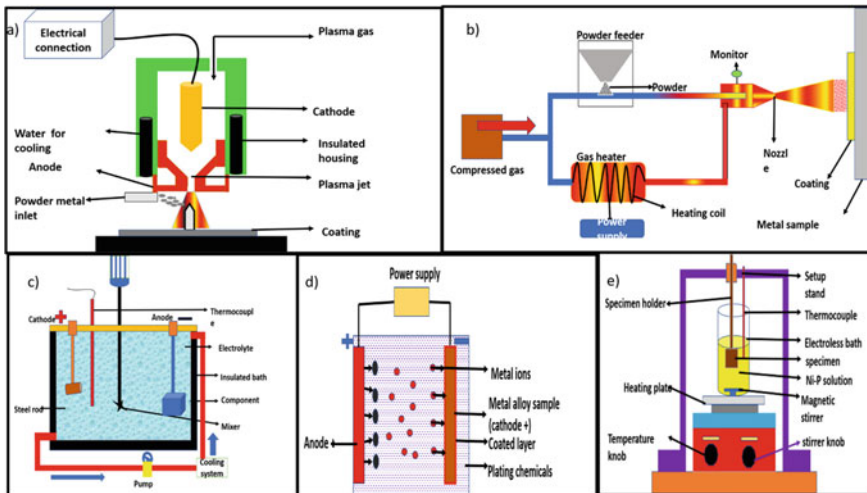 a)
Electrical
connection
Plasma gas
Cathode
Water for
cooling
Insulated
housing
Anode
Plasma jet
Powder metal
inlet
Coating
b)
Powder feeder
Monitor
Powder
Compressed gas
Gas heater
Nozzl
e
Heating coil
Coating
Power
supply
Metal sample
c)
Thermocoupl
e
Cathode
+
Anode
Electrolyte
Insulated bath
Component
Steel rod
Mixer
Pump
Cooling
system
d)
Power supply
+
Metal ions
Metal alloy sample
(cathode +)
Coated layer
Anode
Plating chemicals
e)
Setup
stand
Specimen holder
Thermocouple
Electroless bath
specimen
Ni-P solution
Heating plate
Magnetic
stirrer
Temperature
knob
stirrer knob